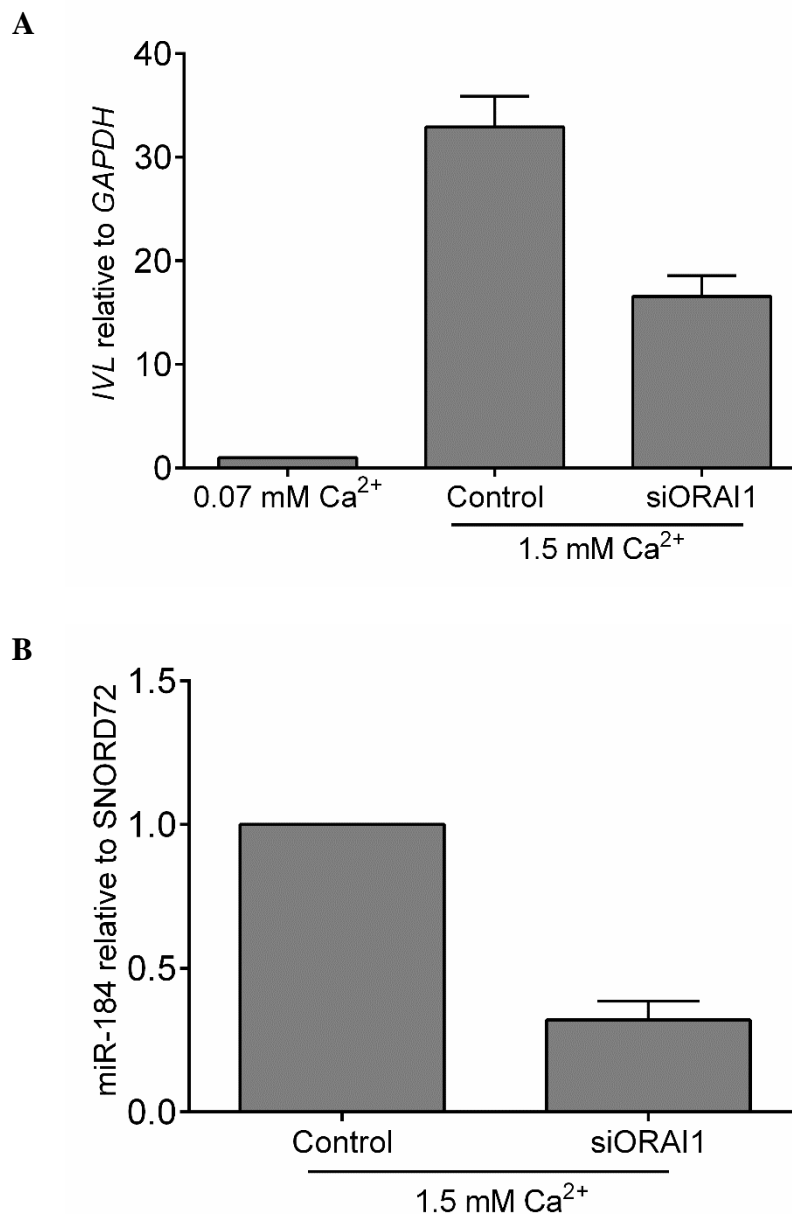 A
IVL relative to GAPDH
40
30
20
10
0
0.07 mM Ca²⁺
Control
siORAI1
1.5 mM Ca²⁺
B
miR-184 relative to SNORD72
1.5
1.0
0.5
0.0
Control
siORAI1
1.5 mM Ca²⁺